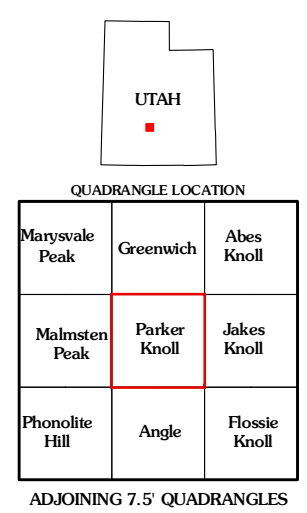 UTAH
QUADRANGLE LOCATION
Marysvale
Peak
Greenwich
Abes
Knoll
Malmsten
Peak
Parker
Knoll
Jakes
Knoll
Phonolite
Hill
Angle
Flossie
Knoll
ADJOINING 7.5' QUADRANGLES